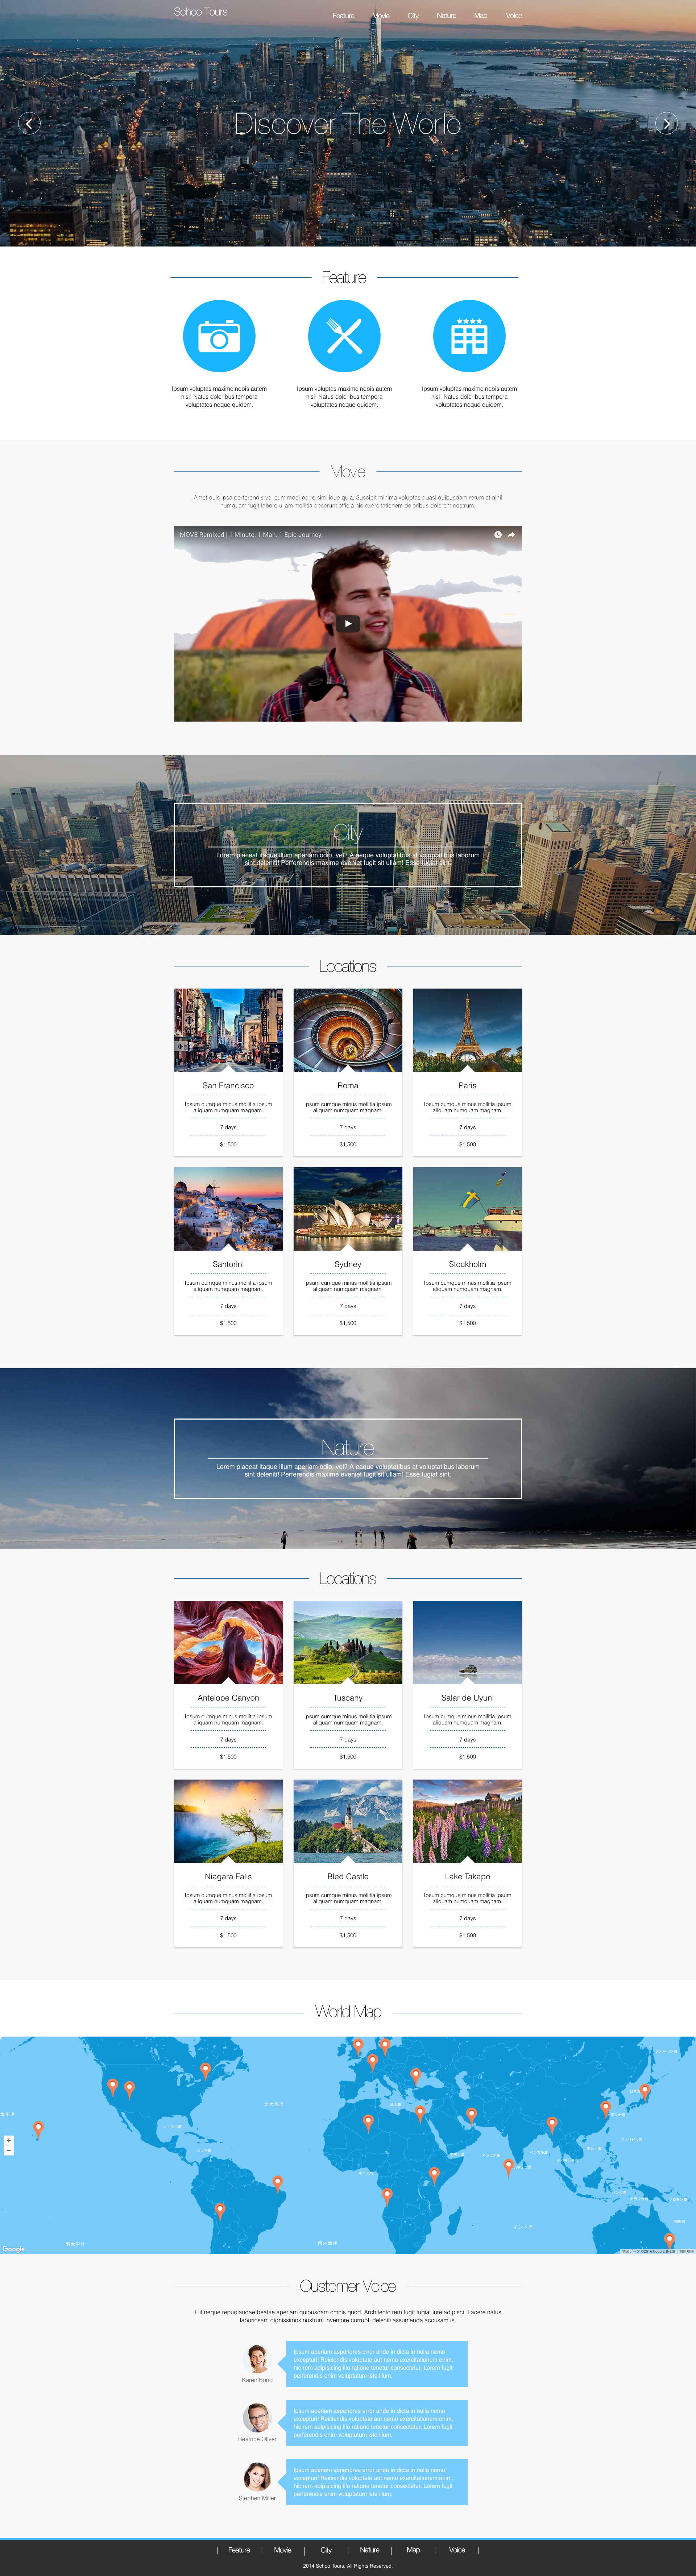 Schoo Tours
Feature Movie City Nature Map Voice
Discover The World
Feature
Ipsum voluptas maxime nobis autem
nisi! Natus doloribus tempora
voluptates neque quidem.
Ipsum voluptas maxime nobis autem
nisi! Natus doloribus tempora
voluptates neque quidem.
Ipsum voluptas maxime nobis autem
nisi! Natus doloribus tempora
voluptates neque quidem.
Movie
Amet quis ipsa perferendis vel eum modi porro similique quia. Suscipit minima voluptas quasi quibusdam rerum at nihil
numquam fugit labore ullam mollitia deserunt officia hic exercitationem doloribus dolorem nostrum.
MOVE Remixed | 1 Minute. 1 Man. 1 Epic Journey.
City
Lorem placeat itaque illum aperiam odio, vel? A eaque voluptatibus at voluptatibus laborum
sint deleniti! Perferendis maxime eveniet fugit sit ullam! Esse fugiat sint.
Locations
San Francisco
Ipsum cumque minus mollitia ipsum
aliquam numquam magnam.
7 days
$1,500
Roma
Ipsum cumque minus mollitia ipsum
aliquam numquam magnam.
7 days
$1,500
Paris
Ipsum cumque minus mollitia ipsum
aliquam numquam magnam.
7 days
$1,500
Santorini
Ipsum cumque minus mollitia ipsum
aliquam numquam magnam.
7 days
$1,500
Sydney
Ipsum cumque minus mollitia ipsum
aliquam numquam magnam.
7 days
$1,500
Stockholm
Ipsum cumque minus mollitia ipsum
aliquam numquam magnam.
7 days
$1,500
Nature
Lorem placeat itaque illum aperiam odio, vel? A eaque voluptatibus at voluptatibus laborum
sint deleniti! Perferendis maxime eveniet fugit sit ullam! Esse fugiat sint.
Locations
Antelope Canyon
Ipsum cumque minus mollitia ipsum
aliquam numquam magnam.
7 days
$1,500
Tuscany
Ipsum cumque minus mollitia ipsum
aliquam numquam magnam.
7 days
$1,500
Salar de Uyuni
Ipsum cumque minus mollitia ipsum
aliquam numquam magnam.
7 days
$1,500
Niagara Falls
Ipsum cumque minus mollitia ipsum
aliquam numquam magnam.
7 days
$1,500
Bled Castle
Ipsum cumque minus mollitia ipsum
aliquam numquam magnam.
7 days
$1,500
Lake Takapo
Ipsum cumque minus mollitia ipsum
aliquam numquam magnam.
7 days
$1,500
World Map
北大西洋
太平洋
インド洋
南太平洋
南大西洋
Google
Customer Voice
Elit neque repudiandae beatae aperiam quibusdam omnis quod. Architecto rem fugit fugiat iure adipisci! Facere natus
laboriosam dignissimos nostrum inventore corrupti deleniti assumenda accusamus.
Ipsum aperiam asperiores error unde in dicta in nulla nemo
excepturi! Reiciendis voluptate aut nemo exercitationem enim,
hic rem adipisicing illo ratione tenetur consectetur. Lorem fugit
perferendis enim voluptatum iste illum.
Karen Bond
Ipsum aperiam asperiores error unde in dicta in nulla nemo
excepturi! Reiciendis voluptate aut nemo exercitationem enim,
hic rem adipisicing illo ratione tenetur consectetur. Lorem fugit
perferendis enim voluptatum iste illum.
Beatrice Oliver
Ipsum aperiam asperiores error unde in dicta in nulla nemo
excepturi! Reiciendis voluptate aut nemo exercitationem enim,
hic rem adipisicing illo ratione tenetur consectetur. Lorem fugit
perferendis enim voluptatum iste illum.
Stephen Miller
Feature Movie City Nature Map Voice
2014 Schoo Tours. All Rights Reserved.